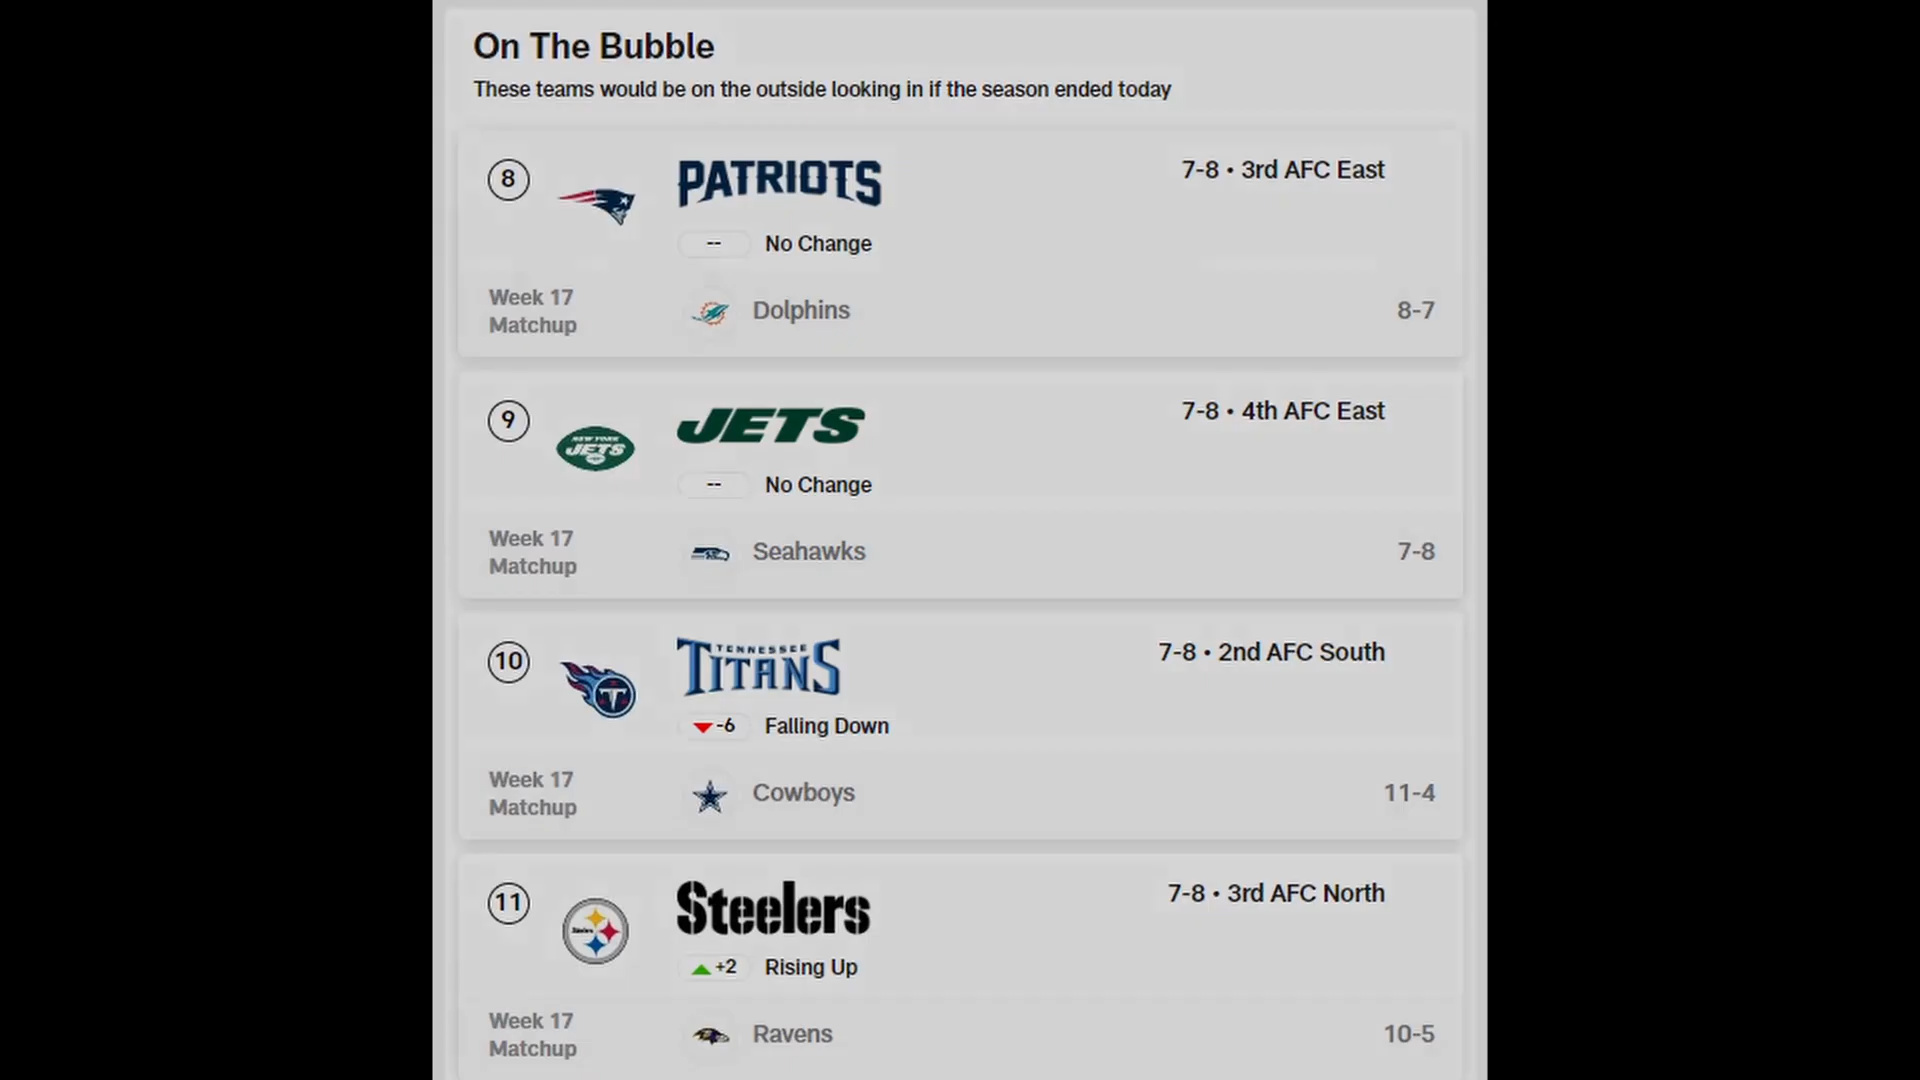 On The Bubble
These teams would be on the outside looking in if the season ended today
8
PATRIOTS
7-8 • 3rd AFC East
-- No Change
Week 17
Matchup
Dolphins
8-7
9
NEW YORK
JETS
JETS
7-8 • 4th AFC East
-- No Change
Week 17
Matchup
Seahawks
7-8
10
T
TENNESSEE
TITANS
7-8 • 2nd AFC South
-6 Falling Down
Week 17
Matchup
Cowboys
11-4
11
Steelers
Steelers
7-8 • 3rd AFC North
+2 Rising Up
Week 17
Matchup
Ravens
10-5